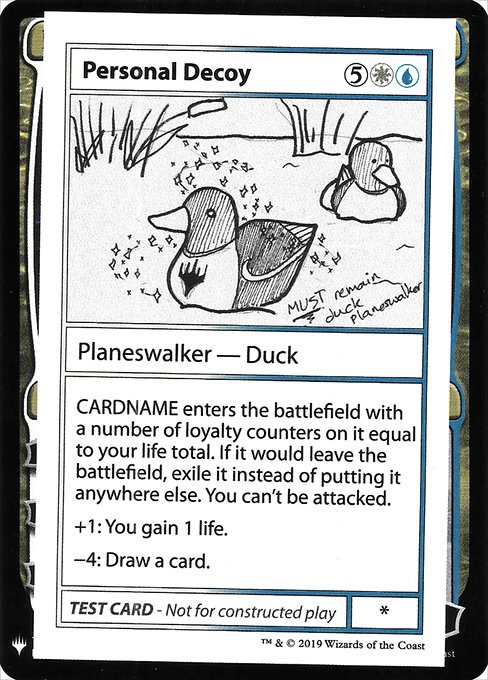 Personal Decoy 5
MUST remain
duck
planeswalker
Planeswalker — Duck
CARDNAME enters the battlefield with
a number of loyalty counters on it equal
to your life total. If it would leave the
battlefield, exile it instead of putting it
anywhere else. You can't be attacked.
+1: You gain 1 life.
−4: Draw a card.
TEST CARD - Not for constructed play *
™ & © 2019 Wizards of the Coast
ast